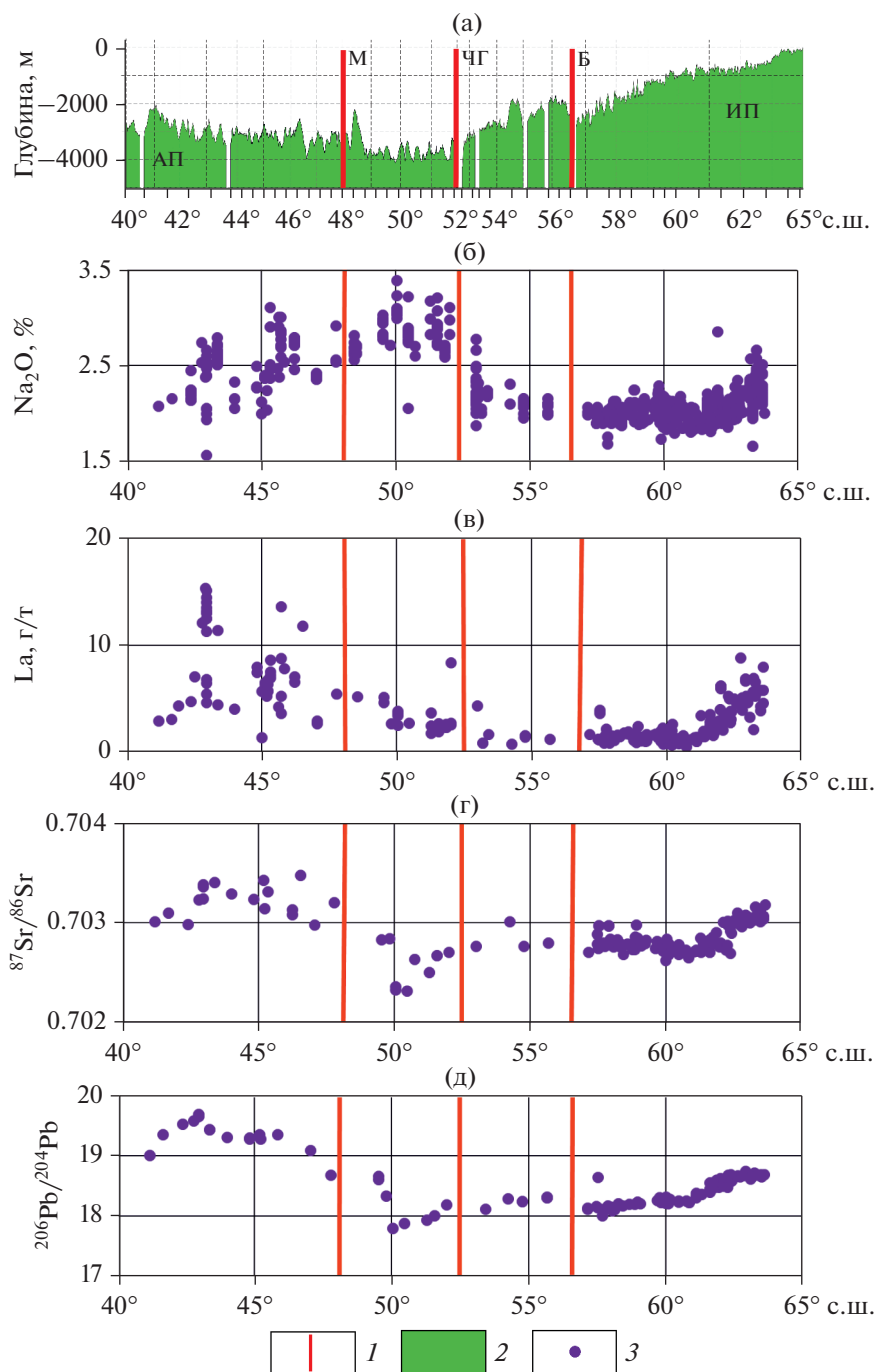 (а)
Глубина, м
0
−2000
−4000
М
ЧГ
Б
АП
ИП
40° 42° 44° 46° 48° 50° 52° 54° 56° 58° 60° 62° 65° с.ш.
(б)
Na2O, %
3.5
2.5
1.5
40° 45° 50° 55° 60° 65° с.ш.
(в)
La, г/т
20
10
0
40° 45° 50° 55° 60° 65° с.ш.
(г)
87Sr/86Sr
0.704
0.703
0.702
40° 45° 50° 55° 60° 65° с.ш.
(д)
206Pb/204Pb
20
19
18
17
40° 45° 50° 55° 60° 65° с.ш.
1 2 3